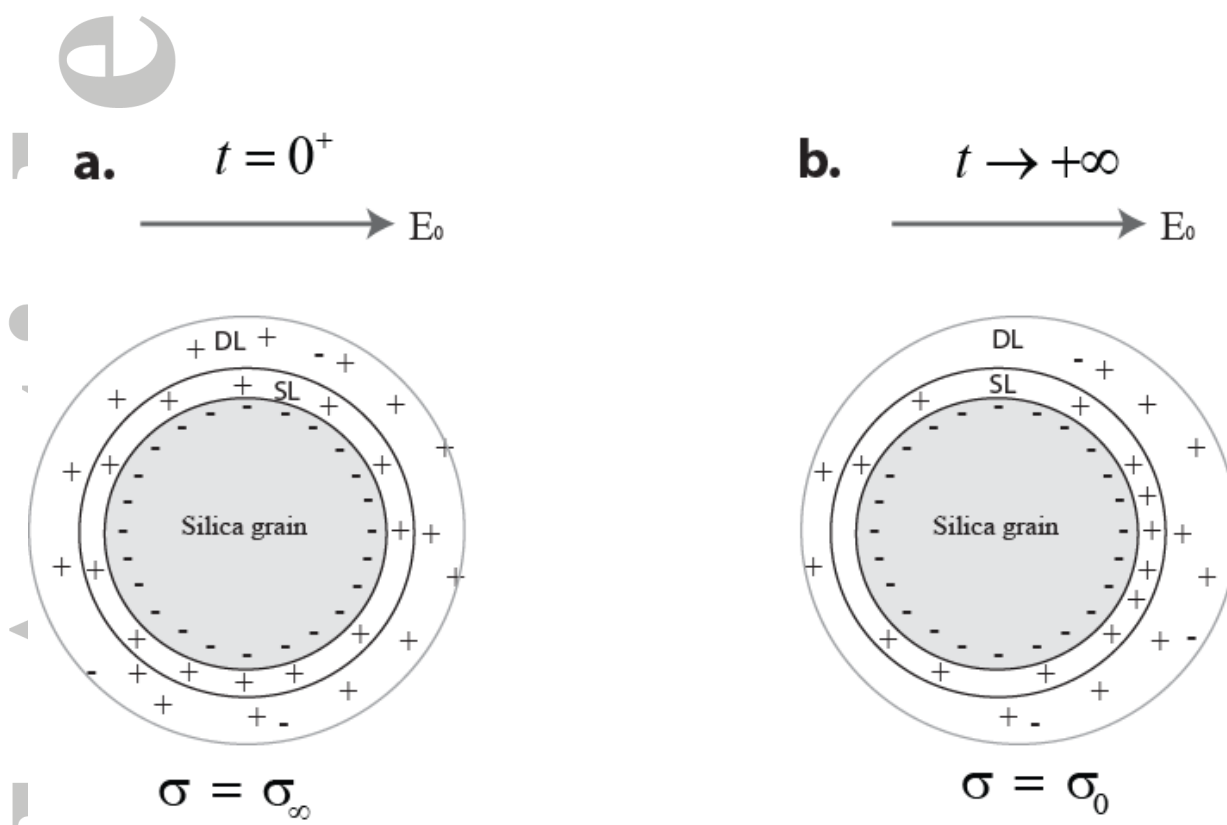 e
a. t = 0⁺
b. t → +∞
E₀
E₀
DL
SL
Silica grain
DL
SL
Silica grain
σ = σ∞
σ = σ₀